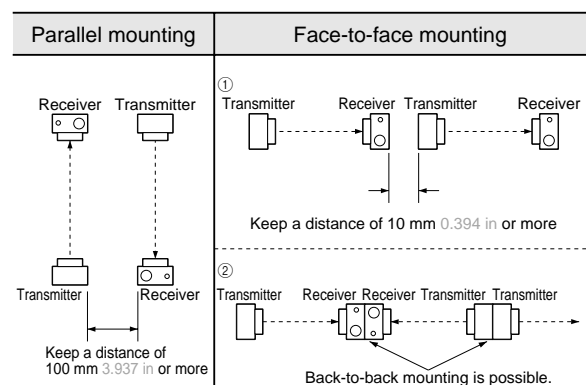 Parallel mounting
Face-to-face mounting
Receiver Transmitter
Transmitter
Receiver
Keep a distance of
100 mm 3.937 in or more
①
Transmitter Receiver Transmitter Receiver
Keep a distance of 10 mm 0.394 in or more
②
Transmitter Receiver Receiver Transmitter Transmitter
Back-to-back mounting is possible.